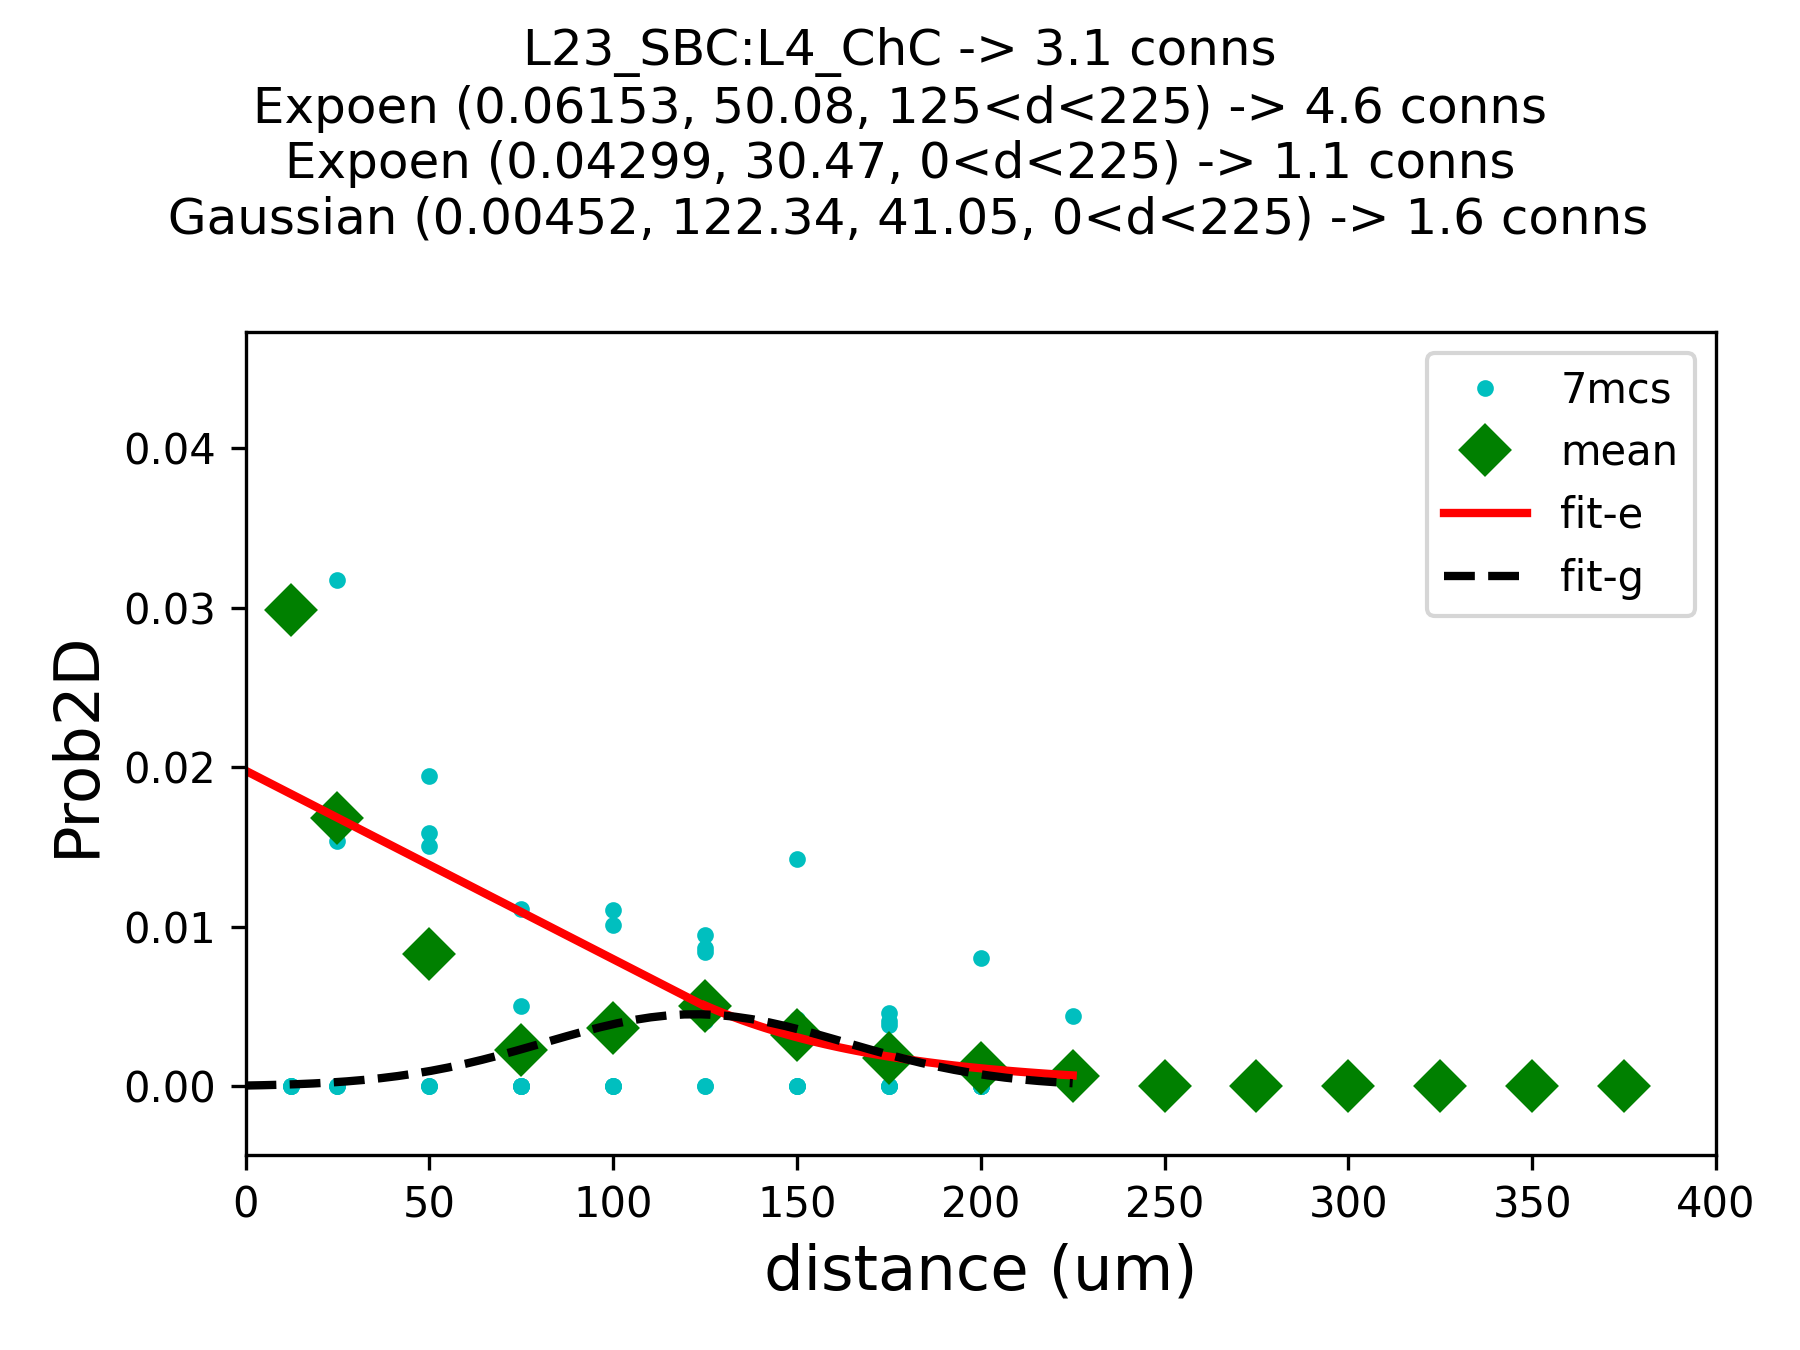 L23_SBC:L4_ChC -> 3.1 conns
Expoen (0.06153, 50.08, 125<d<225) -> 4.6 conns
Expoen (0.04299, 30.47, 0<d<225) -> 1.1 conns
Gaussian (0.00452, 122.34, 41.05, 0<d<225) -> 1.6 conns
7mcs
mean
fit-e
fit-g
Prob2D
0.04
0.03
0.02
0.01
0.00
0 50 100 150 200 250 300 350 400
distance (um)